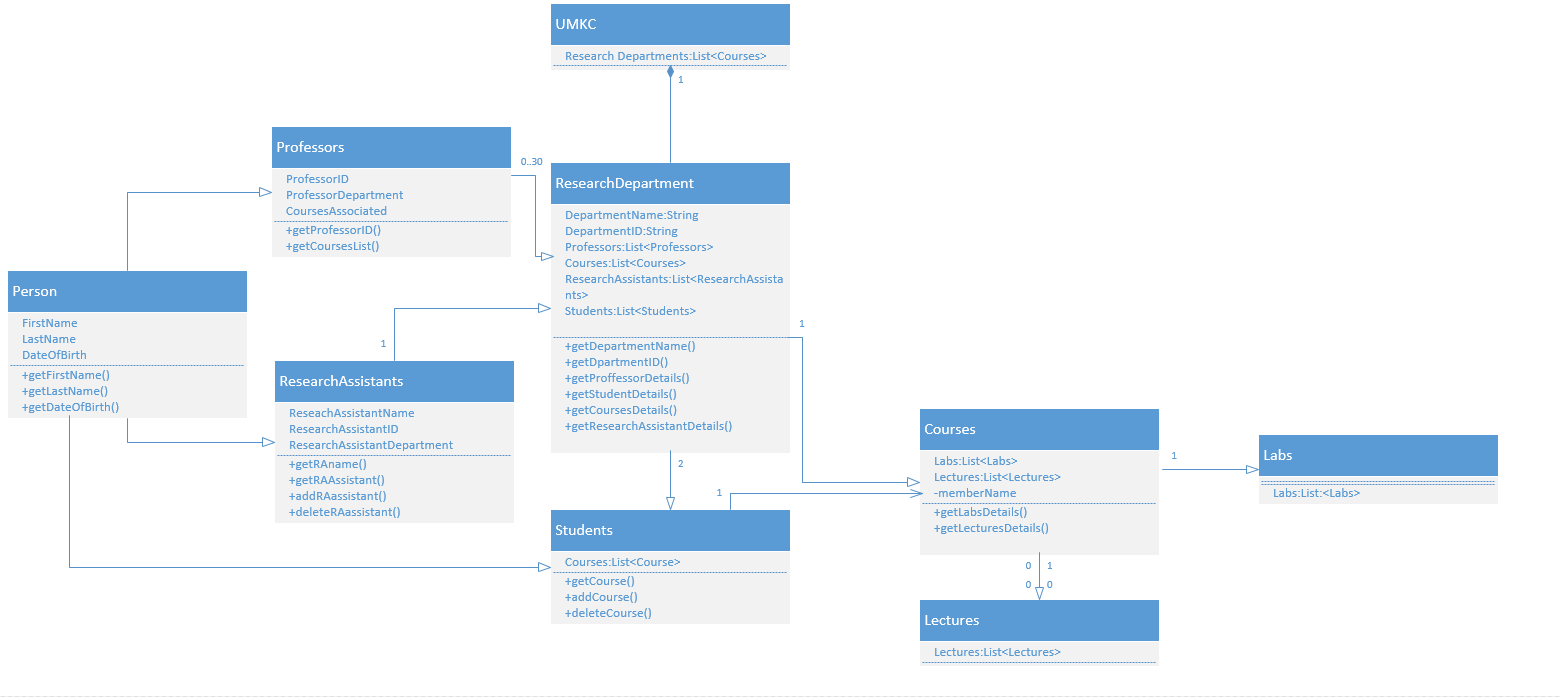 UMKC
Research Departments:List<Courses>
1
Professors
ProfessorID
ProfessorDepartment
CoursesAssociated
+getProfessorID()
+getCoursesList()
0..30
ResearchDepartment
DepartmentName:String
DepartmentID:String
Professors:List<Professors>
Courses:List<Courses>
ResearchAssistants:List<ResearchAssista
nts>
Students:List<Students>
+getDepartmentName()
+getDpartmentID()
+getProffessorDetails()
+getStudentDetails()
+getCoursesDetails()
+getResearchAssistantDetails()
1
Person
FirstName
LastName
DateOfBirth
+getFirstName()
+getLastName()
+getDateOfBirth()
1
ResearchAssistants
ReseachAssistantName
ResearchAssistantID
ResearchAssistantDepartment
+getRAname()
+getRAAssistant()
+addRAassistant()
+deleteRAassistant()
2
1
Students
Courses:List<Course>
+getCourse()
+addCourse()
+deleteCourse()
Courses
Labs:List<Labs>
Lectures:List<Lectures>
-memberName
+getLabsDetails()
+getLecturesDetails()
1
Labs
Labs:List:<Labs>
0 1
0 0
Lectures
Lectures:List<Lectures>